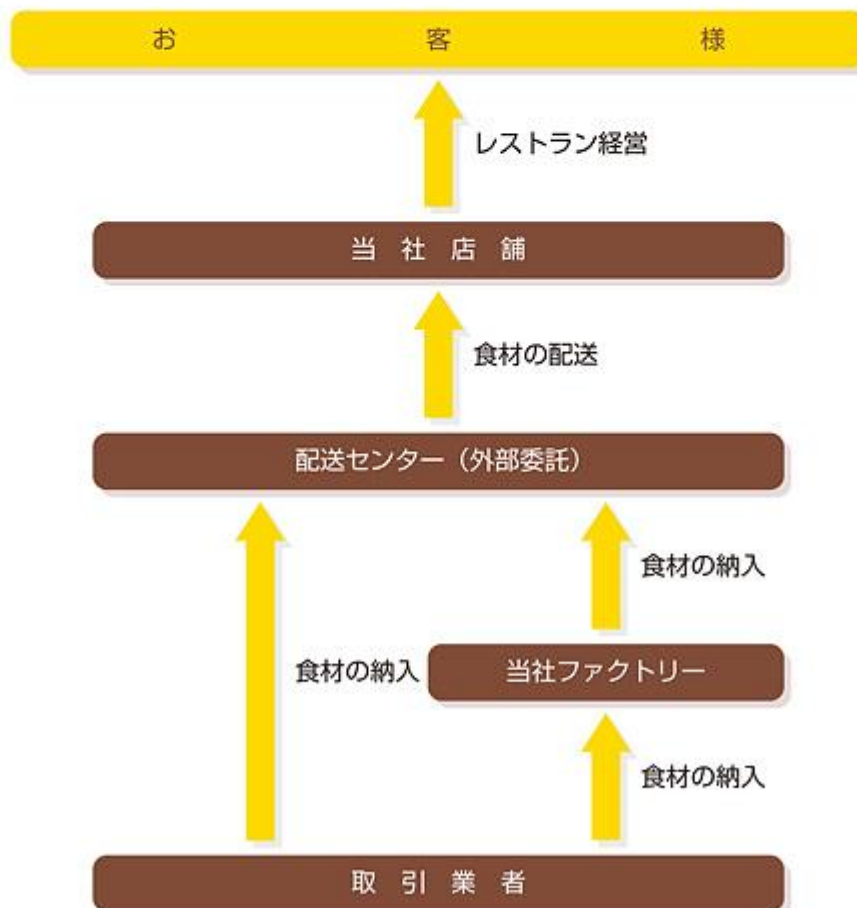 お客様
レストラン経営
当社店舗
食材の配送
配送センター（外部委託）
食材の納入
食材の納入
当社ファクトリー
食材の納入
取引業者